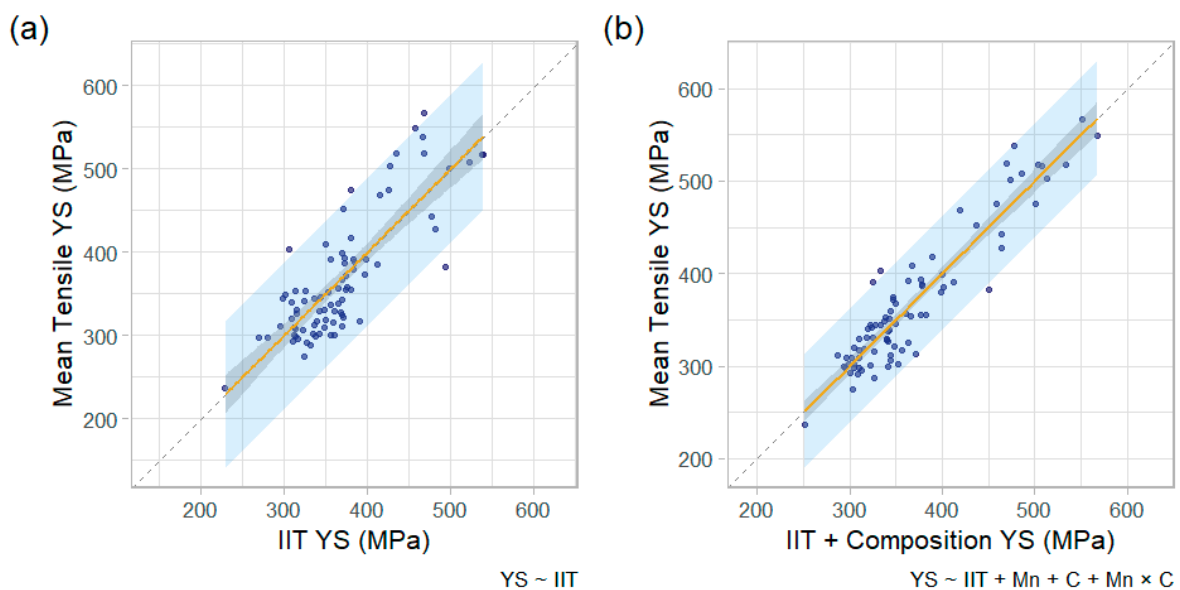 (a)
Mean Tensile YS (MPa)
600
500
400
300
200
200 300 400 500 600
IIT YS (MPa)
YS ~ IIT
(b)
Mean Tensile YS (MPa)
600
500
400
300
200
200 300 400 500 600
IIT + Composition YS (MPa)
YS ~ IIT + Mn + C + Mn × C